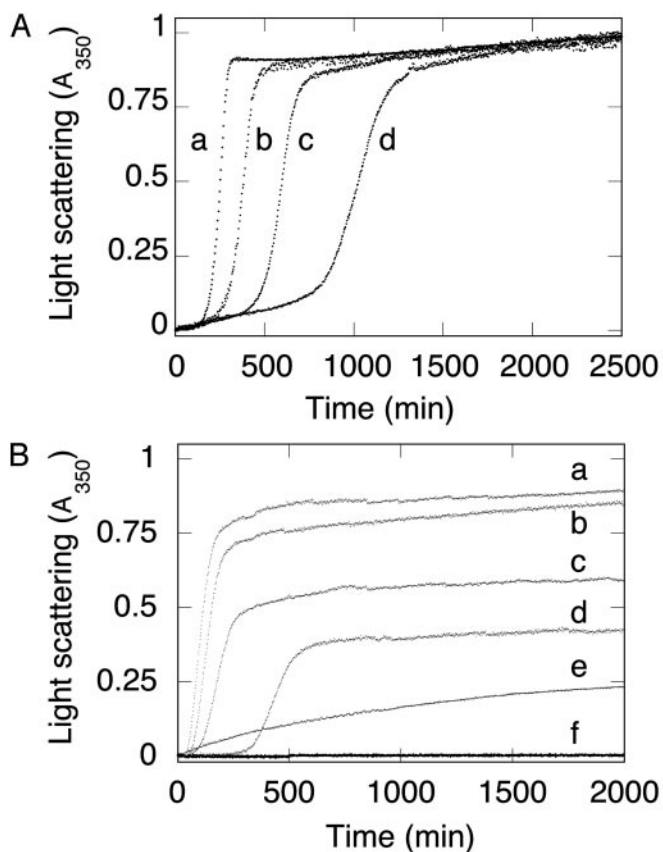 A
Light scattering (A350)
1
0.75
0.5
0.25
0
a b c d
0 500 1000 1500 2000 2500
Time (min)
B
Light scattering (A350)
1
0.75
0.5
0.25
0
a
b
c
d
e
f
0 500 1000 1500 2000
Time (min)